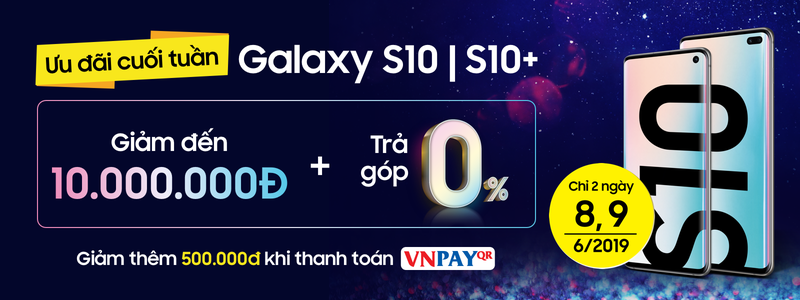 Ưu đãi cuối tuần
Galaxy S10 | S10+
Giảm đến
10.000.000Đ
+
Trả góp
0%
Chỉ 2 ngày
8, 9
6/2019
Giảm thêm 500.000đ khi thanh toán VNPAYQR
S10